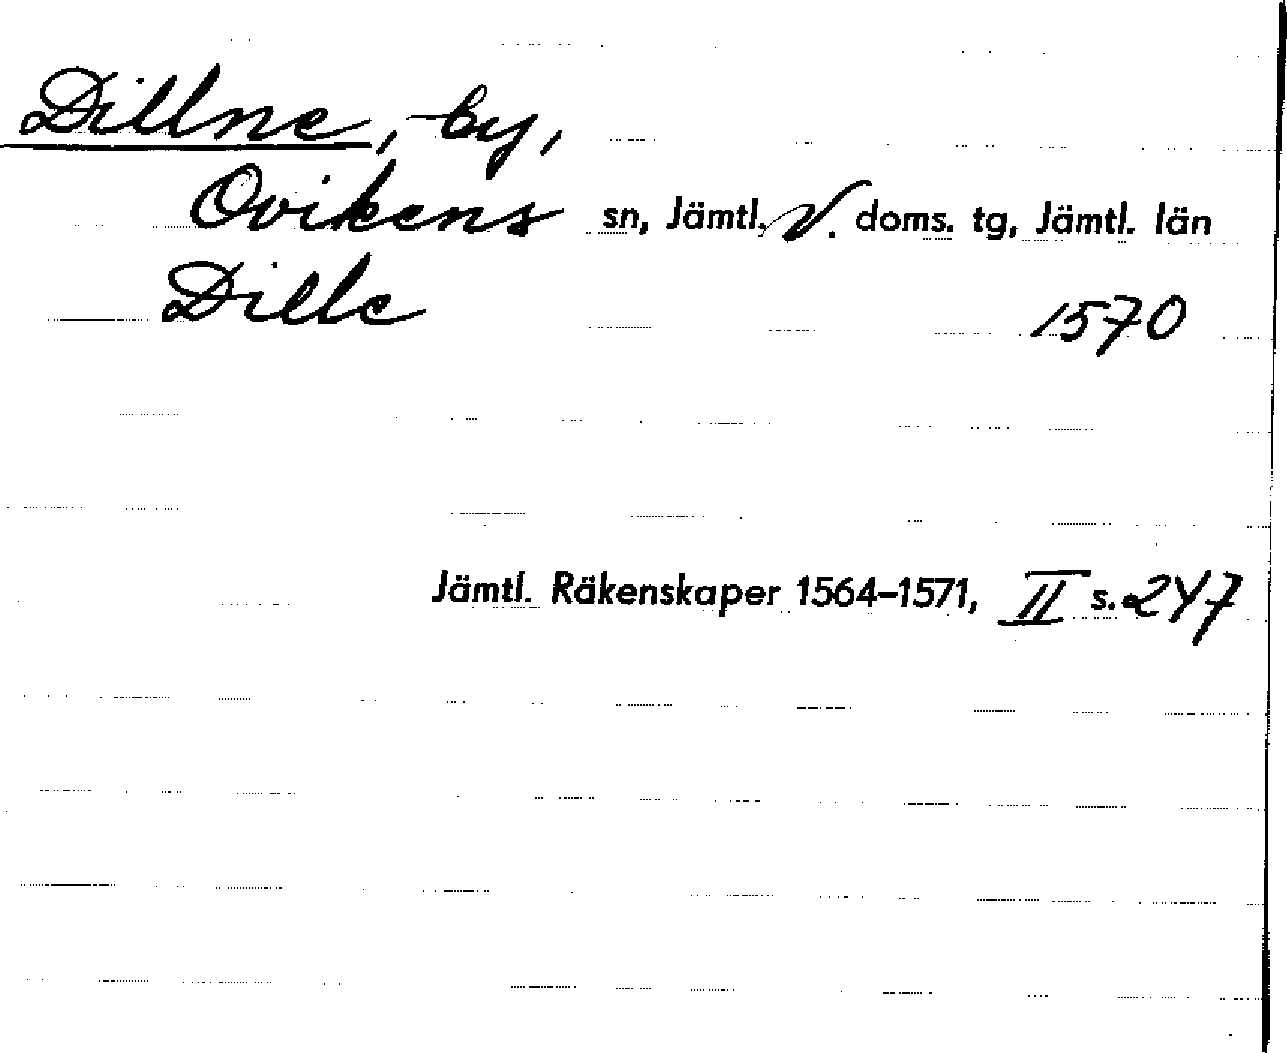 Dillne, by,
Ovikens sn, Jämtl. V. doms. tg, Jämtl. län
Dille 1570
Jämtl. Räkenskaper 1564–1571, II s. 247